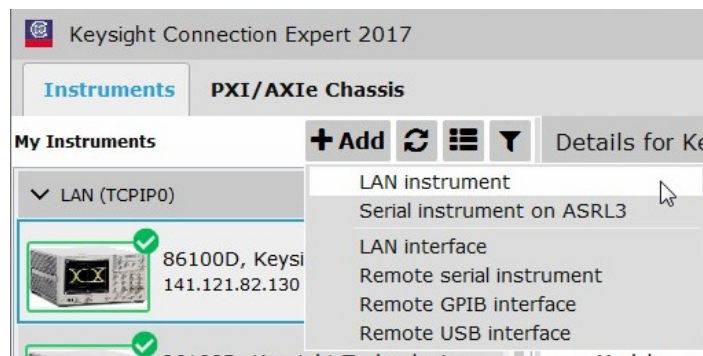 Keysight Connection Expert 2017
Instruments PXI/AXIe Chassis
My Instruments
+Add
Details for Ke
LAN (TCPIP0)
LAN instrument
Serial instrument on ASRL3
LAN interface
Remote serial instrument
Remote GPIB interface
Remote USB interface
86100D, Keysi
141.121.82.130